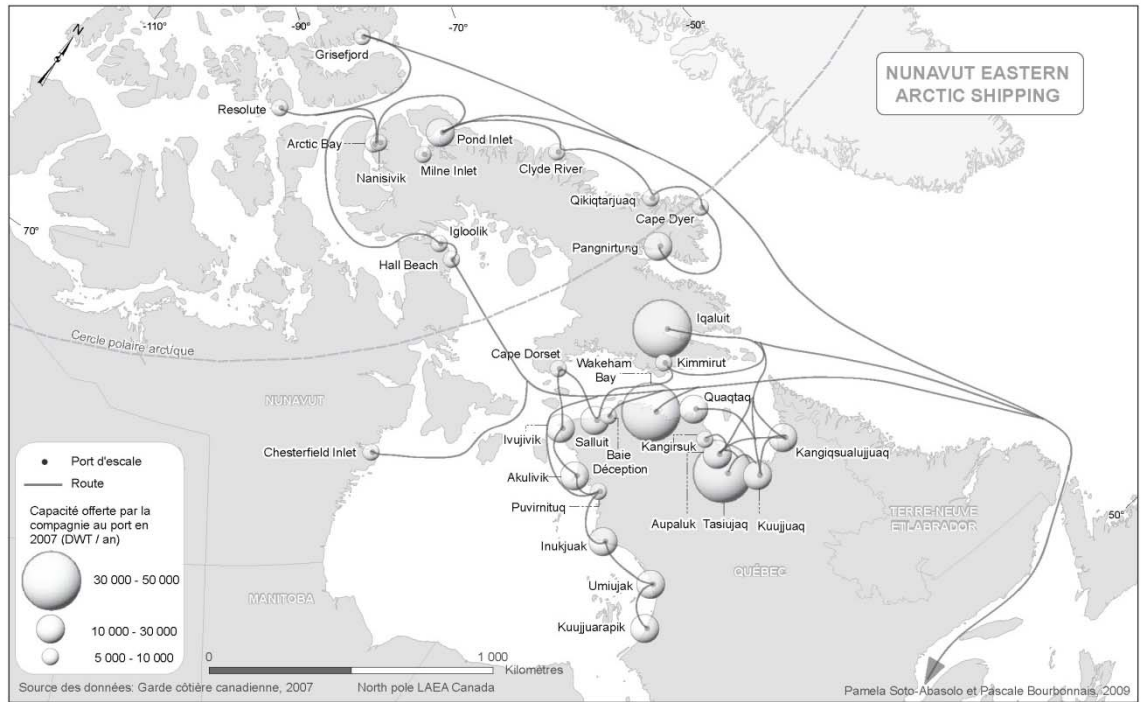 -110°
-90°
-70°
-50°
N
Grisefjord
NUNAVUT EASTERN
ARCTIC SHIPPING
Resolute
Arctic Bay
Pond Inlet
Nanisivik
Milne Inlet
Clyde River
Qikiqtarjuaq
Cape Dyer
70°
Igloolik
Pangnirtung
Hall Beach
Iqaluit
Cercle polaire arctique
Cape Dorset
Wakeham
Bay
Kimmirut
NUNAVUT
Quaqtaq
Ivujivik
Salluit
Baie
Déception
Kangirsuk
Kangiqsualujjuaq
Chesterfield Inlet
Port d'escale
Route
Akulivik
Puvirnituq
Capacité offerte par la
compagnie au port en
2007 (DWT / an)
Aupaluk
Tasiujaq
Kuujjuaq
TERRE-NEUVE
ET LABRADOR
50°
Inukjuak
30 000 - 50 000
QUÉBEC
Umiujak
MANITOBA
10 000 - 30 000
Kuujjuarapik
5 000 - 10 000
0
1 000
Kilomètres
Source des données: Garde côtière canadienne, 2007
North pole LAEA Canada
Pamela Soto-Abasolo et Pascale Bourbonnais, 2009